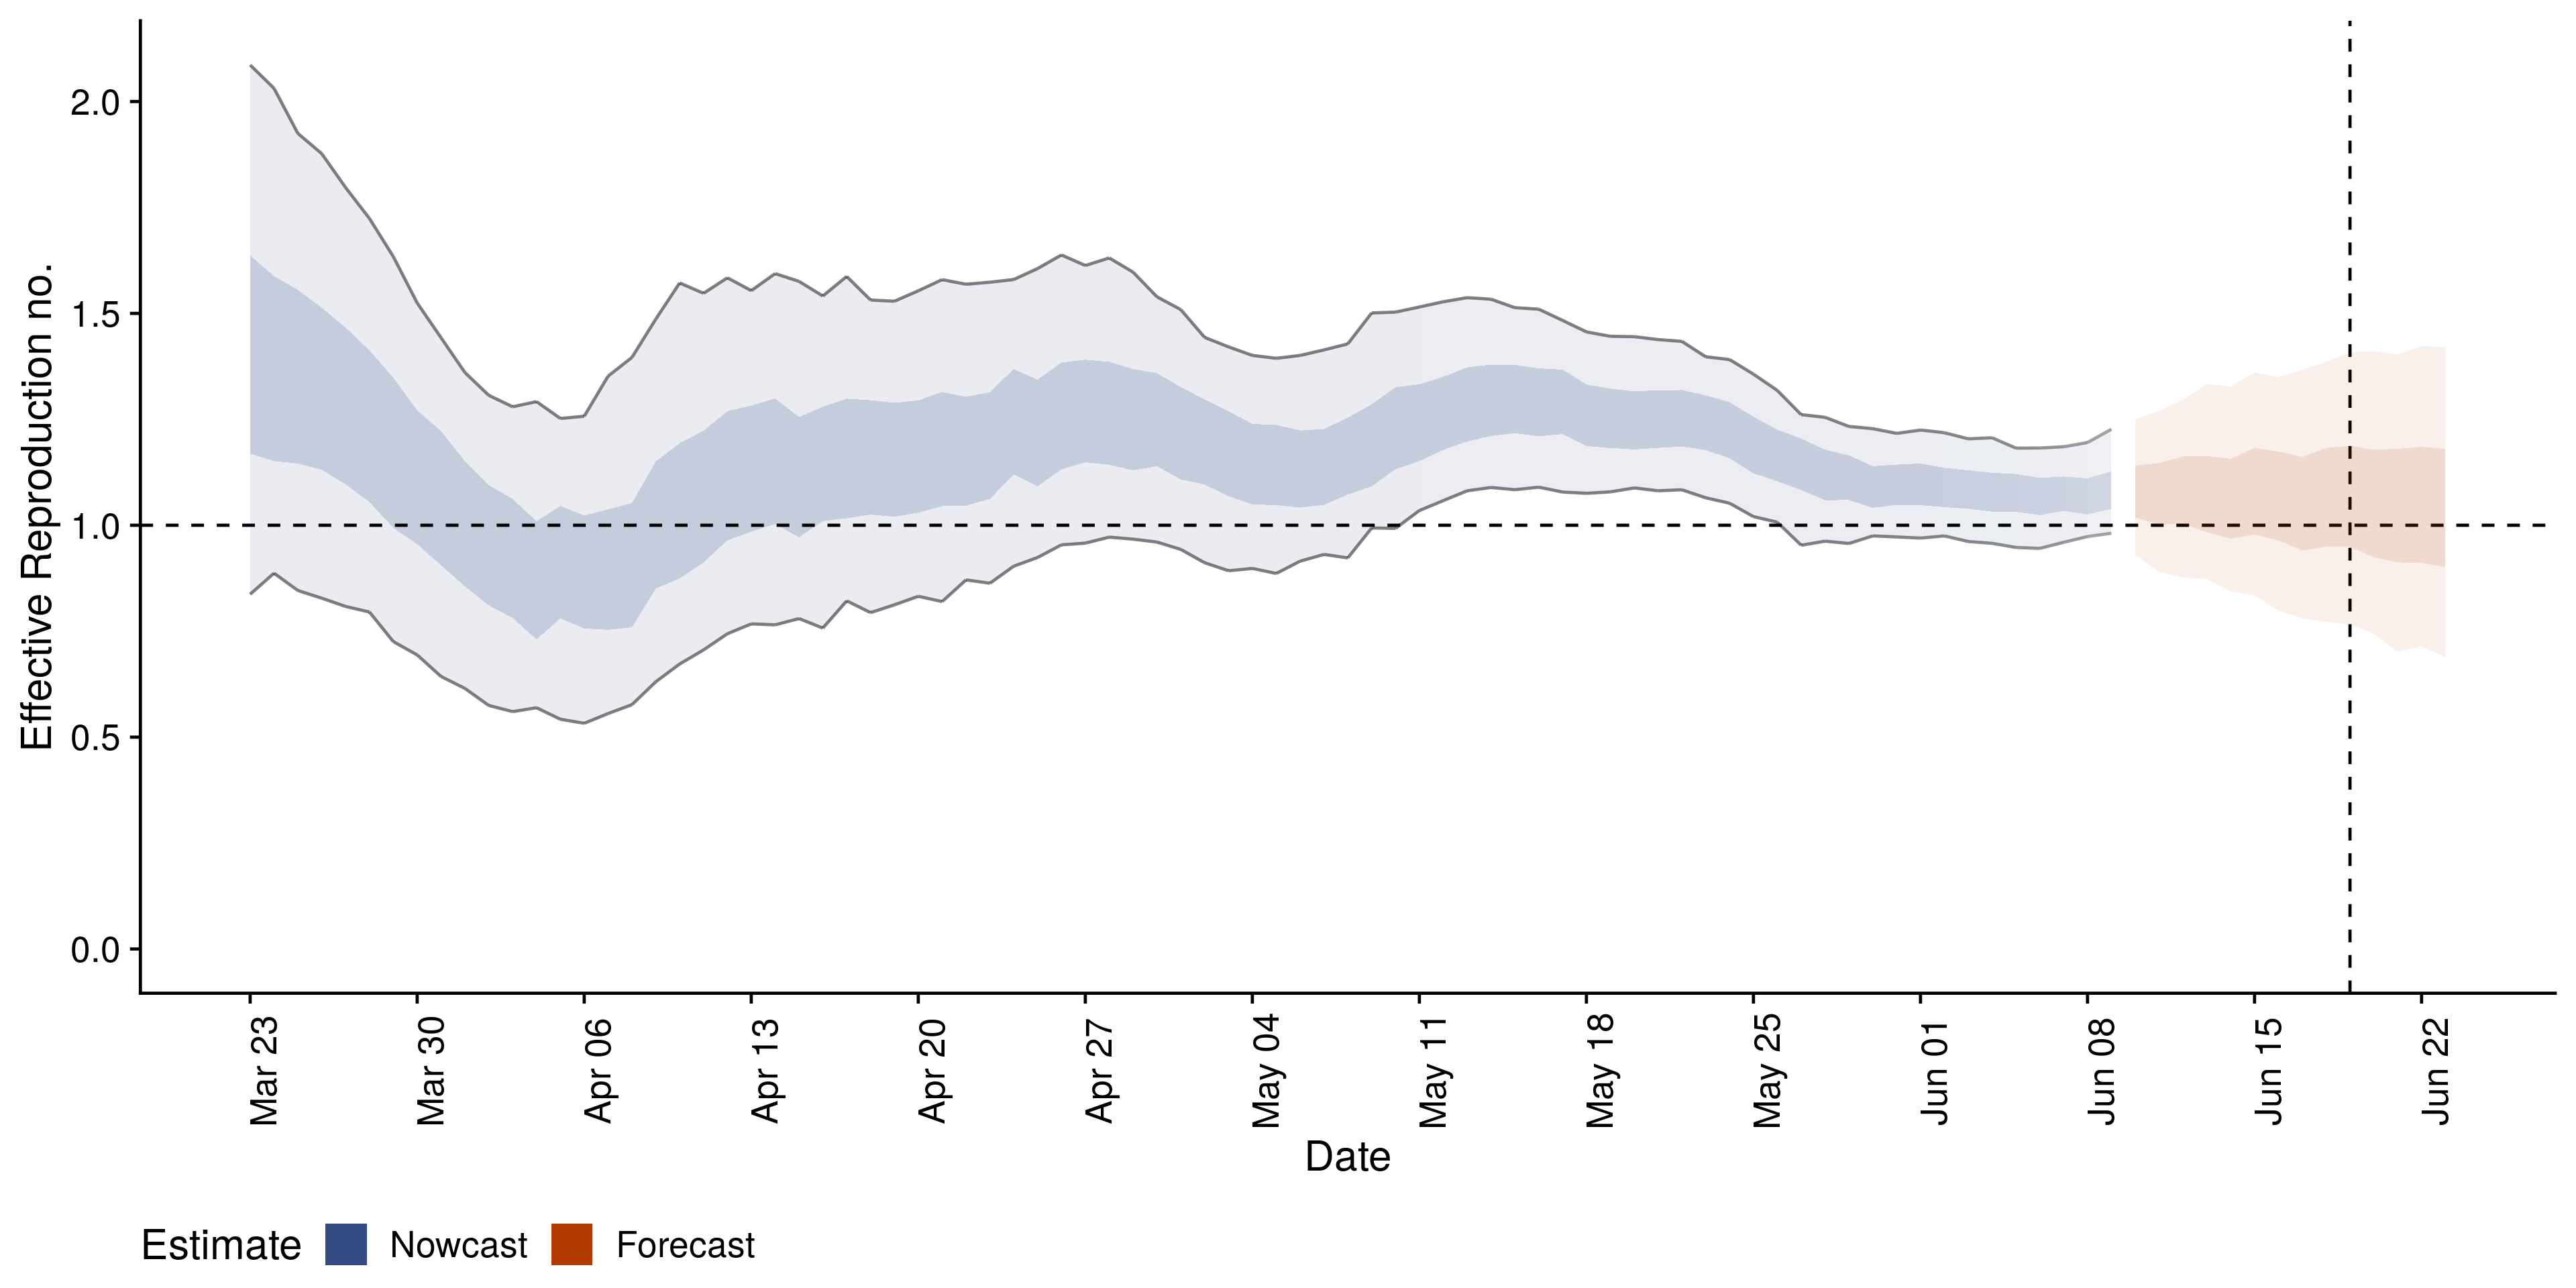 Effective Reproduction no.
2.0
1.5
1.0
0.5
0.0
Mar 23
Mar 30
Apr 06
Apr 13
Apr 20
Apr 27
May 04
May 11
May 18
May 25
Jun 01
Jun 08
Jun 15
Jun 22
Date
Estimate Nowcast Forecast